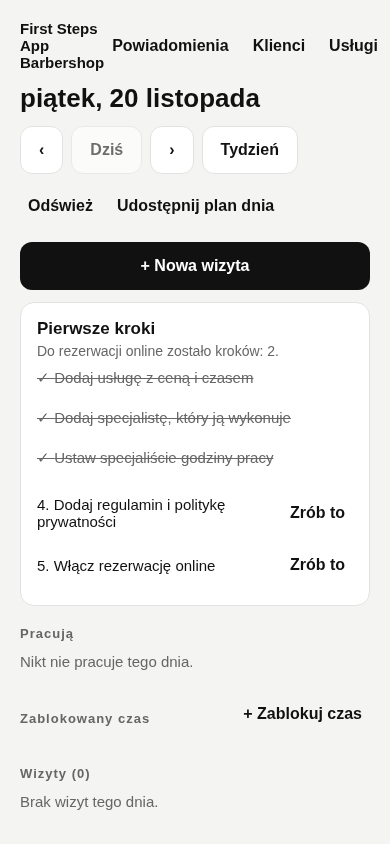 First Steps
App
Barbershop
Powiadomienia Klienci Usługi
piątek, 20 listopada
‹ Dziś › Tydzień
Odśwież Udostępnij plan dnia
+ Nowa wizyta
Pierwsze kroki
Do rezerwacji online zostało kroków: 2.
✓ Dodaj usługę z ceną i czasem
✓ Dodaj specjalistę, który ją wykonuje
✓ Ustaw specjaliście godziny pracy
4. Dodaj regulamin i politykę
prywatności
Zrób to
5. Włącz rezerwację online Zrób to
Pracują
Nikt nie pracuje tego dnia.
Zablokowany czas + Zablokuj czas
Wizyty (0)
Brak wizyt tego dnia.